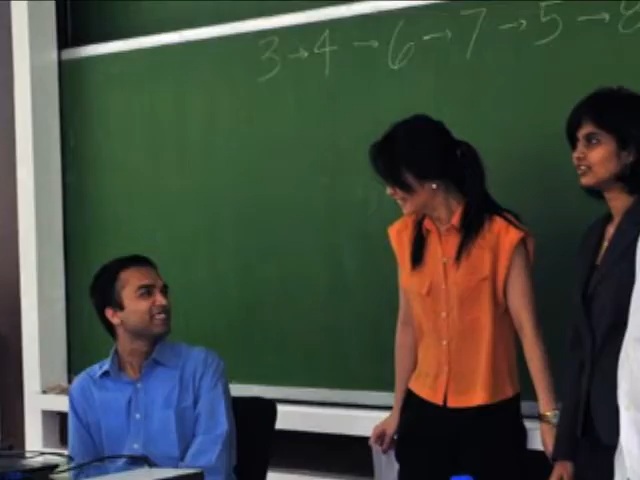 3 → 4 → 6 → 7 → 5 → 8